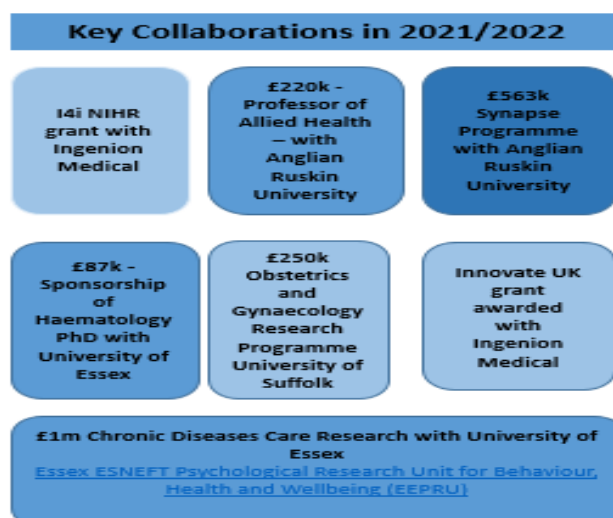 Key Collaborations in 2021/2022
I4i NIHR
grant with
Ingenion
Medical
£220k -
Professor of
Allied Health
– with
Anglian
Ruskin
University
£563k
Synapse
Programme
with Anglian
Ruskin
University
£87k -
Sponsorship
of
Haematology
PhD with
University of
Essex
£250k
Obstetrics
and
Gynaecology
Research
Programme
University of
Suffolk
Innovate UK
grant
awarded
with
Ingenion
Medical
£1m Chronic Diseases Care Research with University of
Essex
Essex ESNEFT Psychological Research Unit for Behaviour,
Health and Wellbeing (EEPRU)